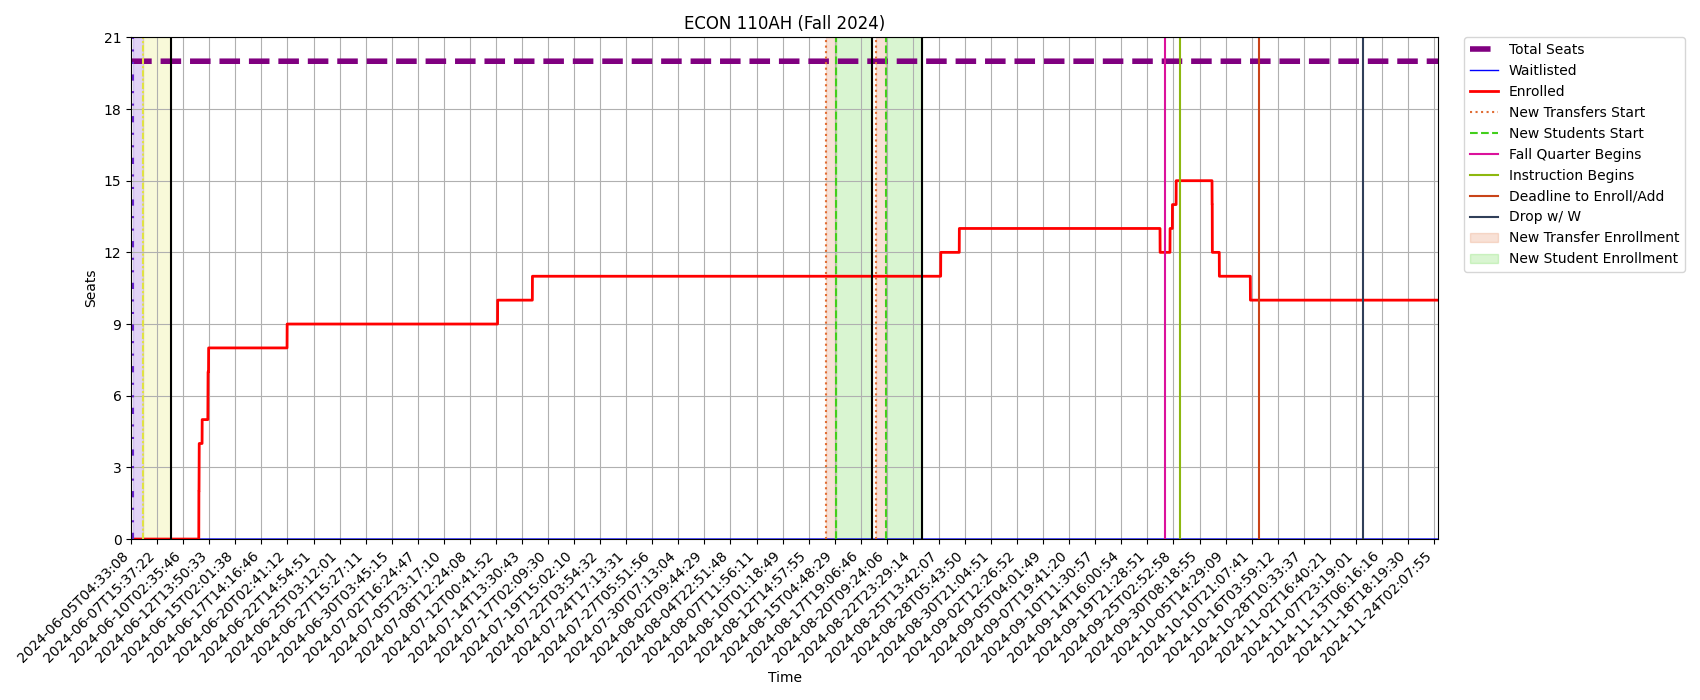 ECON 110AH (Fall 2024)
21
18
15
12
9
6
3
0
Seats
2024-06-05T04:33:08
2024-06-07T15:37:22
2024-06-10T02:35:46
2024-06-12T13:50:33
2024-06-15T02:01:38
2024-06-17T14:16:46
2024-06-20T02:41:12
2024-06-22T14:54:51
2024-06-25T03:12:01
2024-06-27T15:27:11
2024-06-30T03:45:15
2024-07-02T16:24:47
2024-07-05T23:17:10
2024-07-08T12:24:08
2024-07-12T00:41:52
2024-07-14T13:30:43
2024-07-17T02:09:30
2024-07-19T15:02:10
2024-07-22T03:54:32
2024-07-24T17:13:31
2024-07-27T05:51:56
2024-07-30T07:13:04
2024-08-02T09:44:29
2024-08-04T22:51:48
2024-08-07T11:56:11
2024-08-10T01:18:49
2024-08-12T14:57:55
2024-08-15T04:48:29
2024-08-17T19:06:46
2024-08-20T09:24:06
2024-08-22T23:29:14
2024-08-25T13:42:07
2024-08-28T05:43:50
2024-08-30T21:04:51
2024-09-02T12:26:52
2024-09-05T04:01:49
2024-09-07T19:41:20
2024-09-10T11:30:57
2024-09-14T16:00:54
2024-09-19T21:28:51
2024-09-25T02:52:58
2024-09-30T08:18:55
2024-10-05T14:29:09
2024-10-10T21:07:41
2024-10-16T03:59:12
2024-10-28T10:33:37
2024-11-02T16:40:21
2024-11-07T23:19:01
2024-11-13T06:16:16
2024-11-18T18:19:30
2024-11-24T02:07:55
Time
Total Seats
Waitlisted
Enrolled
New Transfers Start
New Students Start
Fall Quarter Begins
Instruction Begins
Deadline to Enroll/Add
Drop w/ W
New Transfer Enrollment
New Student Enrollment